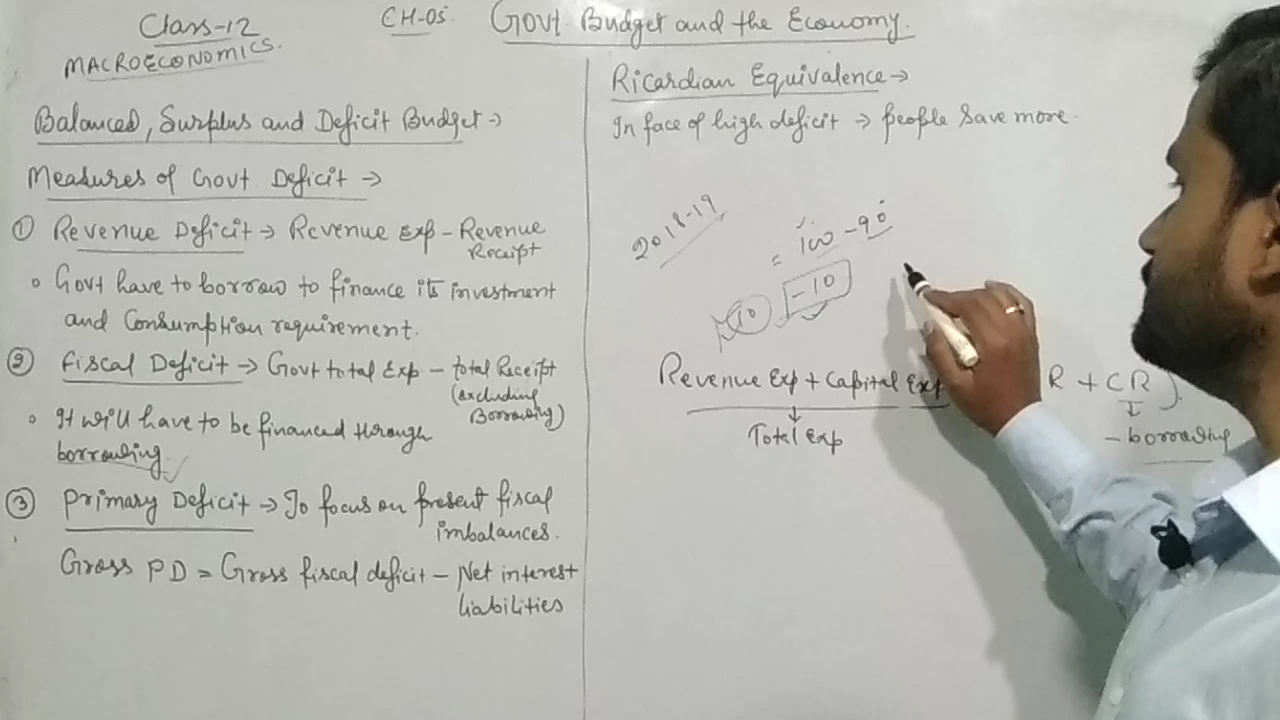 Class-12
MACROECONOMICS.
CH-05.
Govt. Budget and the Economy.
Balanced, Surplus and Deficit Budget →
Measures of Govt Deficit →
① Revenue Deficit → Revenue Exp - Revenue
Receipt
Govt have to borrow to finance its investment
and Consumption requirement.
② Fiscal Deficit → Govt total Exp - total Receipt
(excluding
Borrowing)
It will have to be financed through
borrowing.
③ Primary Deficit → To focus on present fiscal
imbalances.
Gross PD = Gross fiscal deficit - Net interest
liabilities
Ricardian Equivalence →
In face of high deficit → people save more.
2018-19
= 100 - 90
10
-10
Revenue Exp + Capital Exp R + CR).
Total Exp
- borrowing